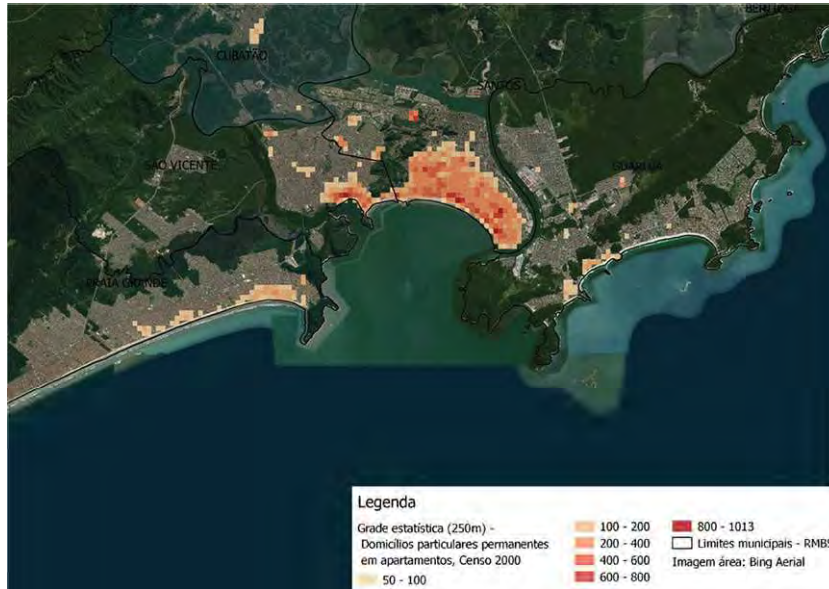 BERTIOGA
CUBATÃO
SANTOS
SÃO VICENTE
GUARUJÁ
PRAIA GRANDE
Legenda
Grade estatística (250m) -
Domicílios particulares permanentes
em apartamentos, Censo 2000
50 - 100
100 - 200
200 - 400
400 - 600
600 - 800
800 - 1013
Limites municipais - RMBS
Imagem área: Bing Aerial